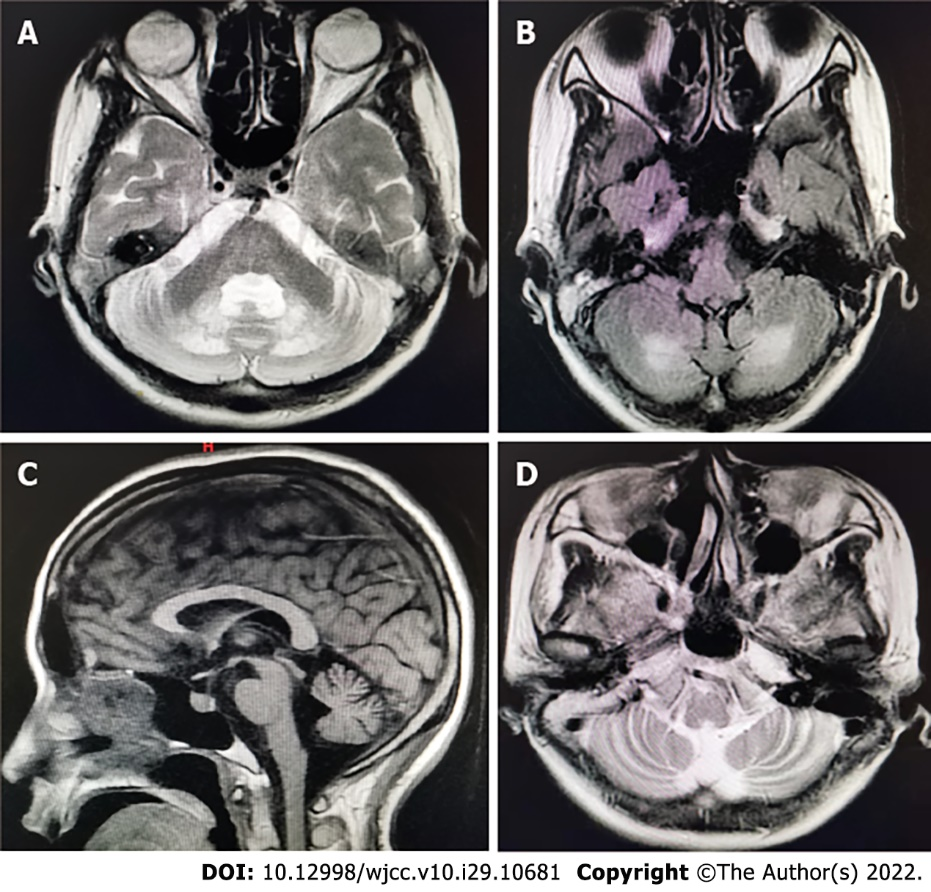 A
B
H
C
D
DOI: 10.12998/wjcc.v10.i29.10681 Copyright ©The Author(s) 2022.